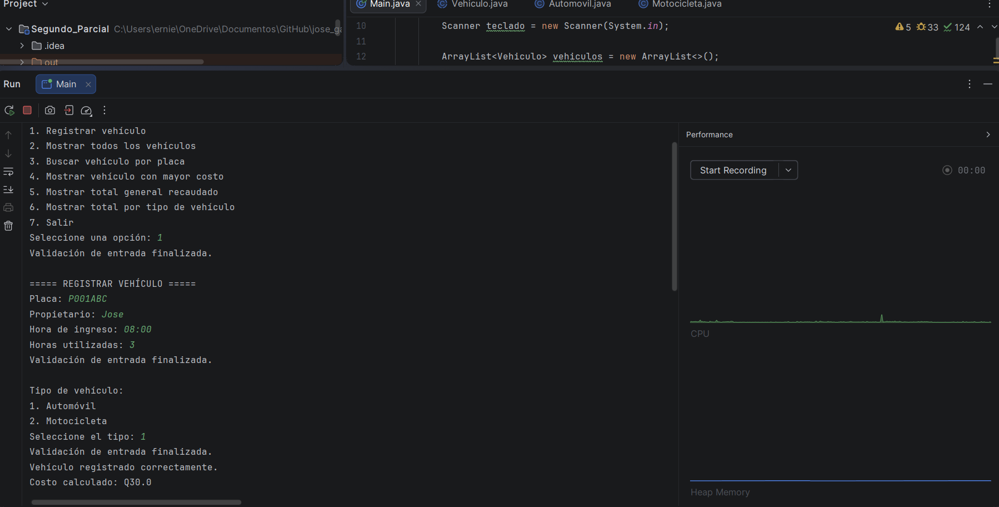 Project
Main.java
Vehiculo.java
Automovil.java
Motocicleta.java
Segundo_Parcial C:\Users\ernie\OneDrive\Documentos\GitHub\jose_ga
.idea
out
10 Scanner teclado = new Scanner(System.in);
11
12 ArrayList<Vehiculo> vehiculos = new ArrayList<>();
5 33 124
Run
Main
1. Registrar vehículo
2. Mostrar todos los vehículos
3. Buscar vehículo por placa
4. Mostrar vehículo con mayor costo
5. Mostrar total general recaudado
6. Mostrar total por tipo de vehículo
7. Salir
Seleccione una opción: 1
Validación de entrada finalizada.
===== REGISTRAR VEHÍCULO =====
Placa: P001ABC
Propietario: Jose
Hora de ingreso: 08:00
Horas utilizadas: 3
Validación de entrada finalizada.
Tipo de vehículo:
1. Automóvil
2. Motocicleta
Seleccione el tipo: 1
Validación de entrada finalizada.
Vehículo registrado correctamente.
Costo calculado: Q30.0
Performance
Start Recording
00:00
CPU
Heap Memory